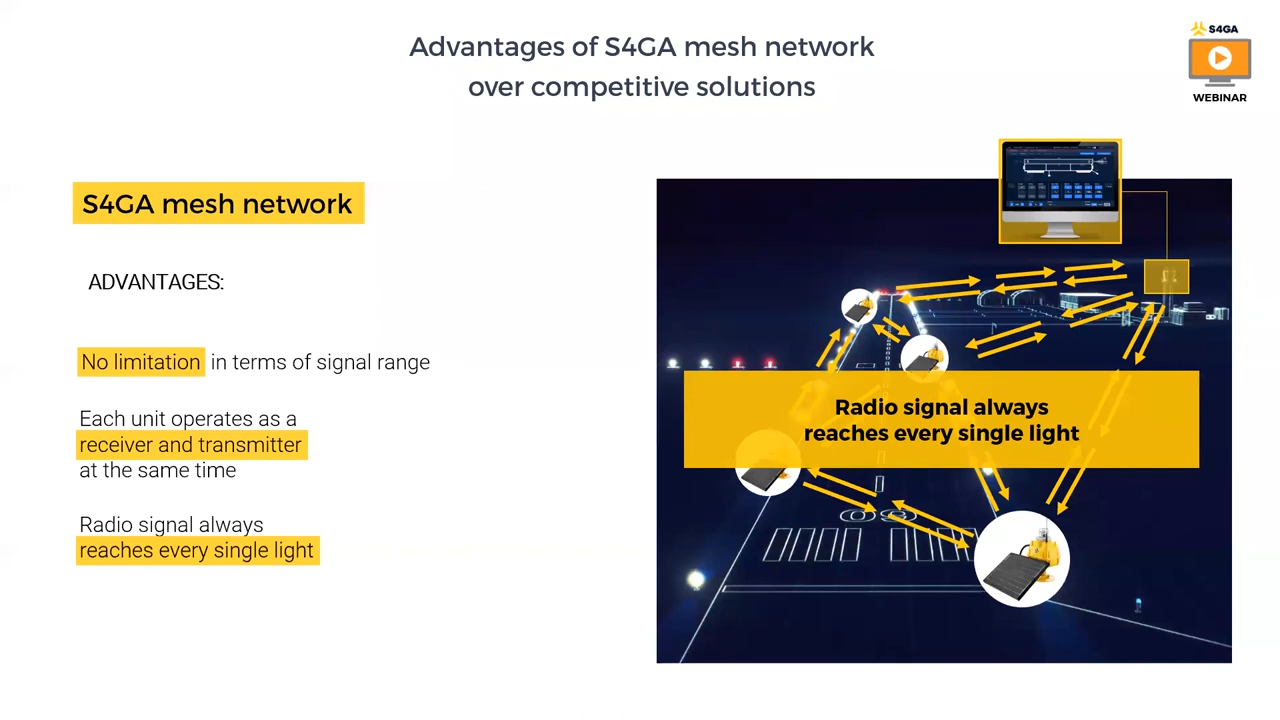 Advantages of S4GA mesh network
over competitive solutions
S4GA
WEBINAR
S4GA mesh network
ADVANTAGES:
No limitation in terms of signal range
Each unit operates as a
receiver and transmitter
at the same time
Radio signal always
reaches every single light
Radio signal always
reaches every single light